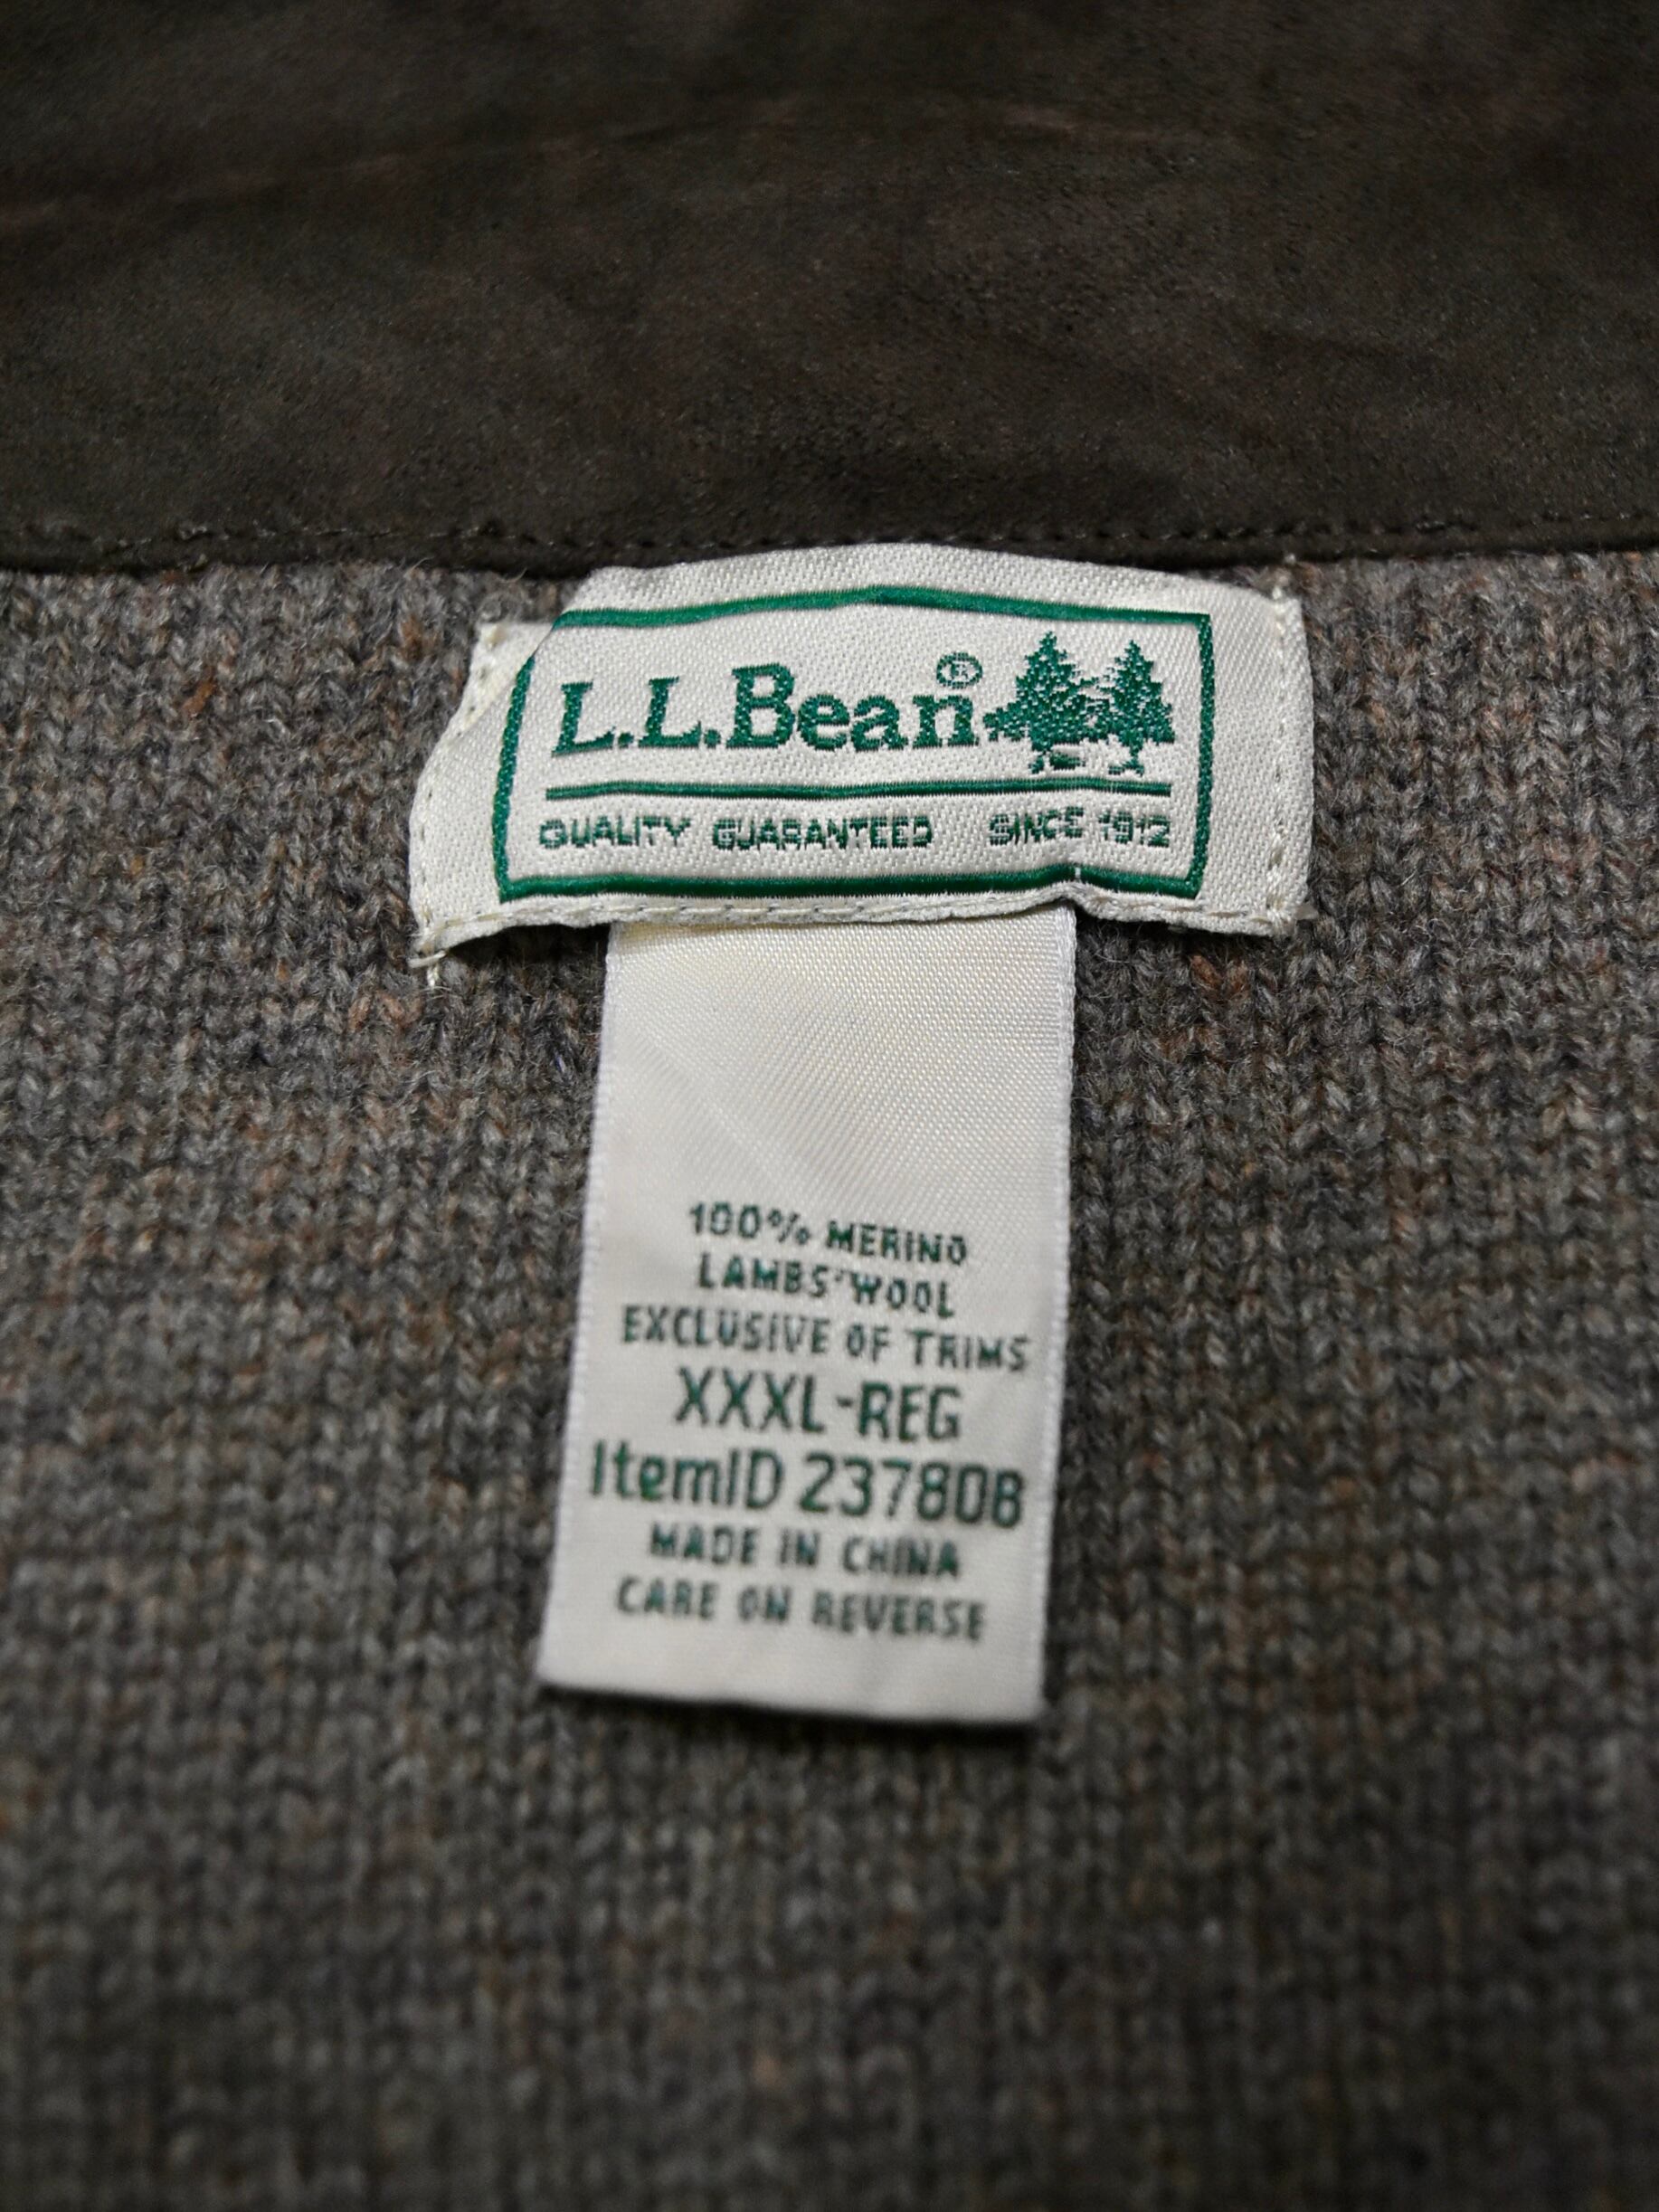 L.L.Bean®
QUALITY GUARANTEED SINCE 1912
100% MERINO
LAMBS' WOOL
EXCLUSIVE OF TRIMS
XXXL-REG
ItemID 237808
MADE IN CHINA
CARE ON REVERSE